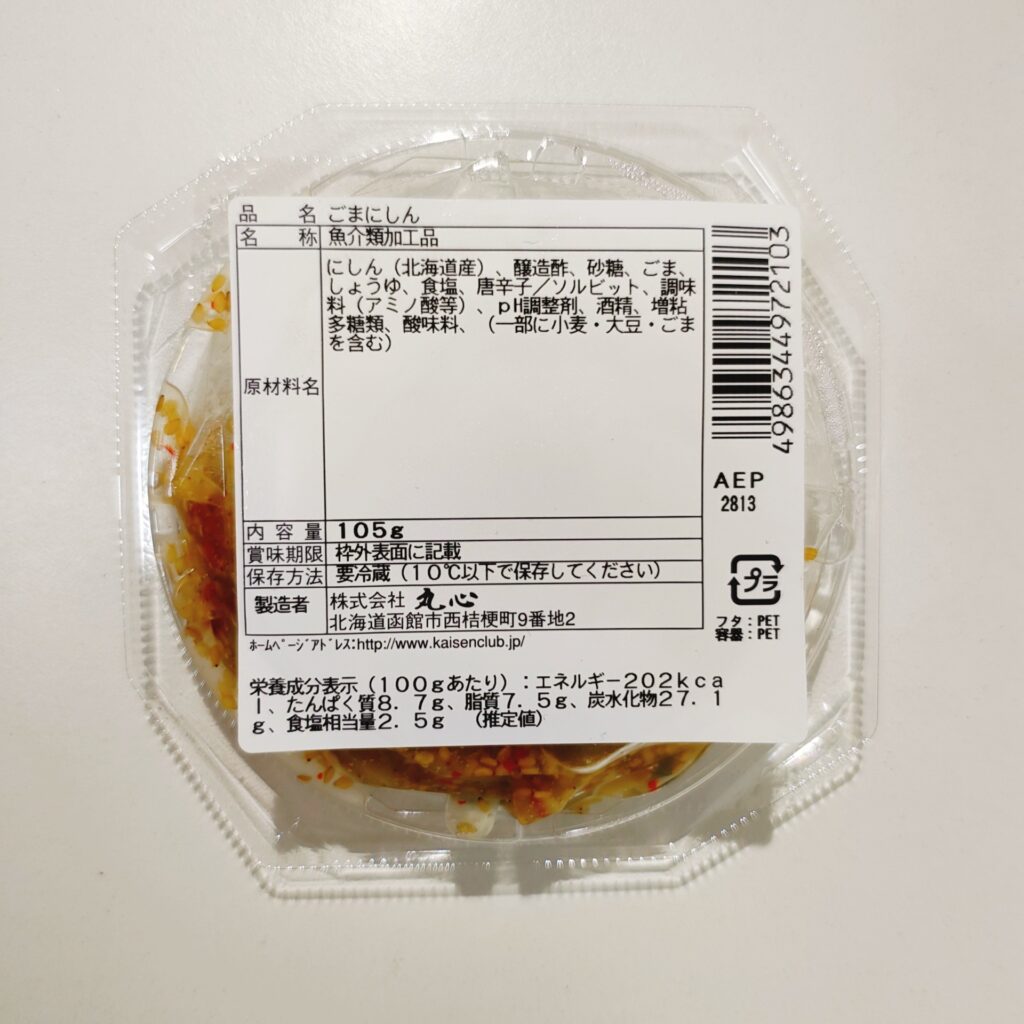 品名 ごまにしん
名称 魚介類加工品
原材料名
にしん（北海道産）、醸造酢、砂糖、ごま、
しょうゆ、食塩、唐辛子／ソルビット、調味
料（アミノ酸等）、ｐＨ調整剤、酒精、増粘
多糖類、酸味料、（一部に小麦・大豆・ごま
を含む）
内容量 １０５ｇ
賞味期限 枠外表面に記載
保存方法 要冷蔵（１０℃以下で保存してください）
製造者 株式会社 丸心
北海道函館市西桔梗町９番地２
ﾎｰﾑﾍﾟｰｼﾞｱﾄﾞﾚｽ:http://www.kaisenclub.jp/
栄養成分表示（１００ｇあたり）：エネルギー２０２ｋｃａ
ｌ、たんぱく質８．７ｇ、脂質７．５ｇ、炭水化物２７．１
ｇ、食塩相当量２．５ｇ （推定値）
4986344972103
AEP
2813
プラ
フタ：PET
容器：PET